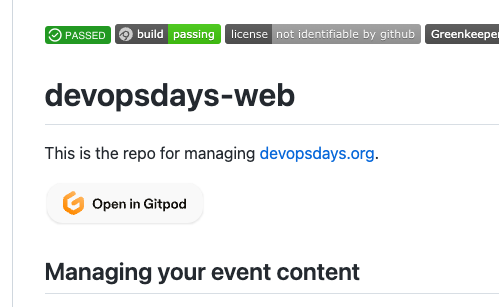 PASSED build passing license not identifiable by github Greenkeeper
devopsdays-web
This is the repo for managing devopsdays.org.
Open in Gitpod
Managing your event content